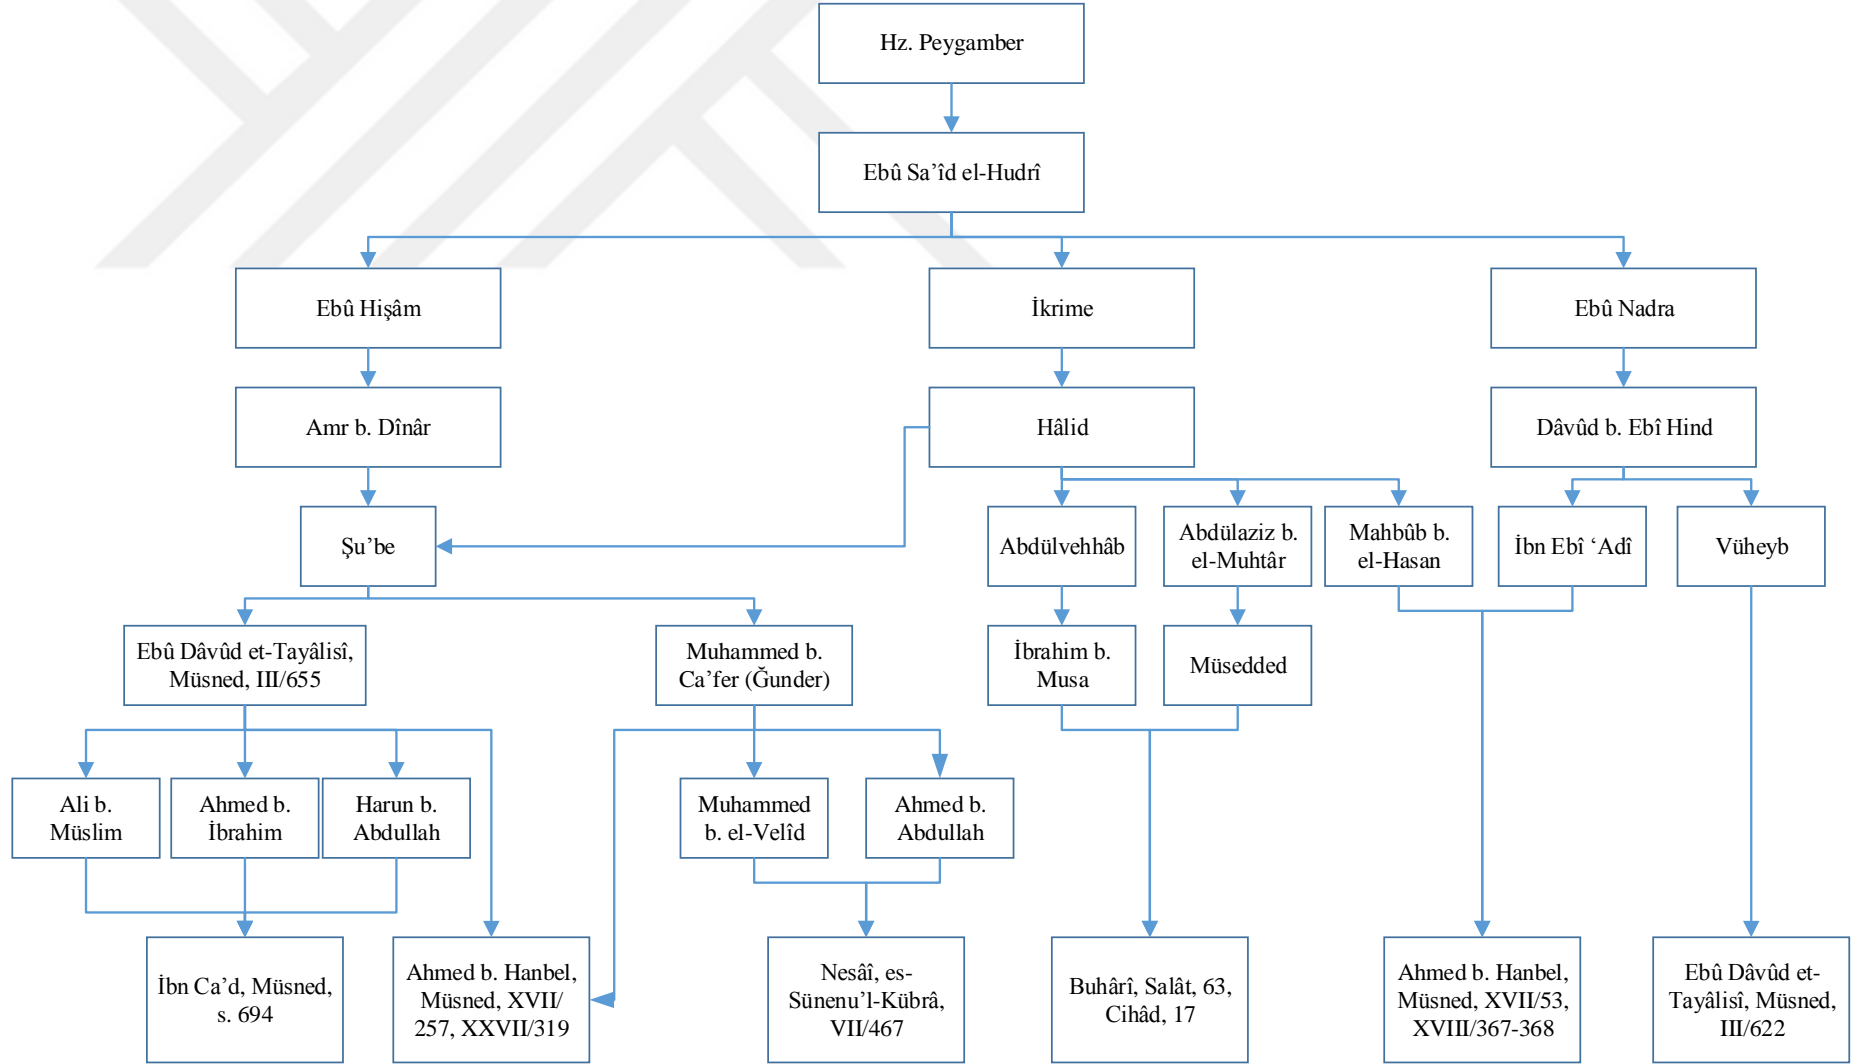 Hz. Peygamber
Ebû Sa’îd el-Hudrî
Ebû Hişâm
İkrime
Ebû Nadra
Amr b. Dînâr
Hâlid
Dâvûd b. Ebî Hind
Şu’be
Abdülvehhâb
Abdülaziz b.
el-Muhtâr
Mahbûb b.
el-Hasan
İbn Ebî ‘Adî
Vüheyb
Ebû Dâvûd et-Tayâlisî,
Müsned, III/655
Muhammed b.
Ca’fer (Ğunder)
İbrahim b.
Musa
Müsedded
Ali b.
Müslim
Ahmed b.
İbrahim
Harun b.
Abdullah
Muhammed
b. el-Velîd
Ahmed b.
Abdullah
İbn Ca’d, Müsned,
s. 694
Ahmed b. Hanbel,
Müsned, XVII/
257, XXVII/319
Nesâî, es-
Sünenu’l-Kübrâ,
VII/467
Buhârî, Salât, 63,
Cihâd, 17
Ahmed b. Hanbel,
Müsned, XVII/53,
XVIII/367-368
Ebû Dâvûd et-
Tayâlisî, Müsned,
III/622